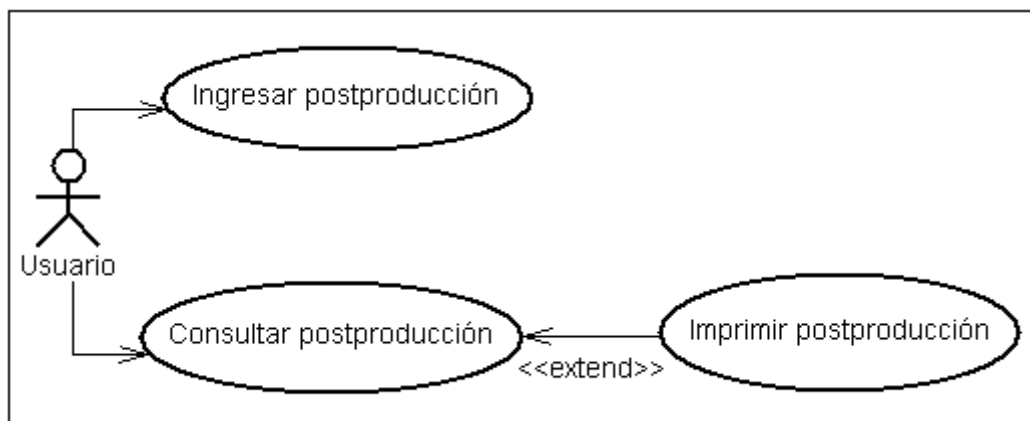 Ingresar postproducción
Usuario
Consultar postproducción
Imprimir postproducción
<<extend>>